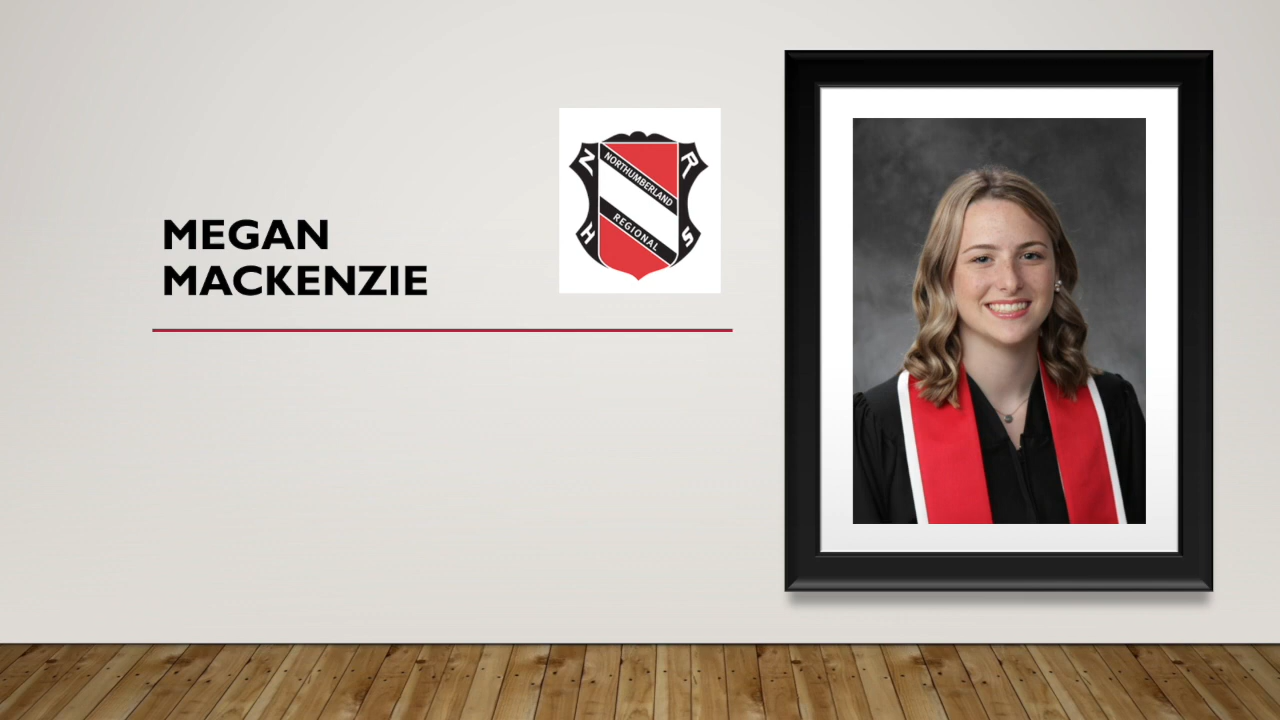 MEGAN
MACKENZIE
N R
NORTHUMBERLAND
REGIONAL
H S